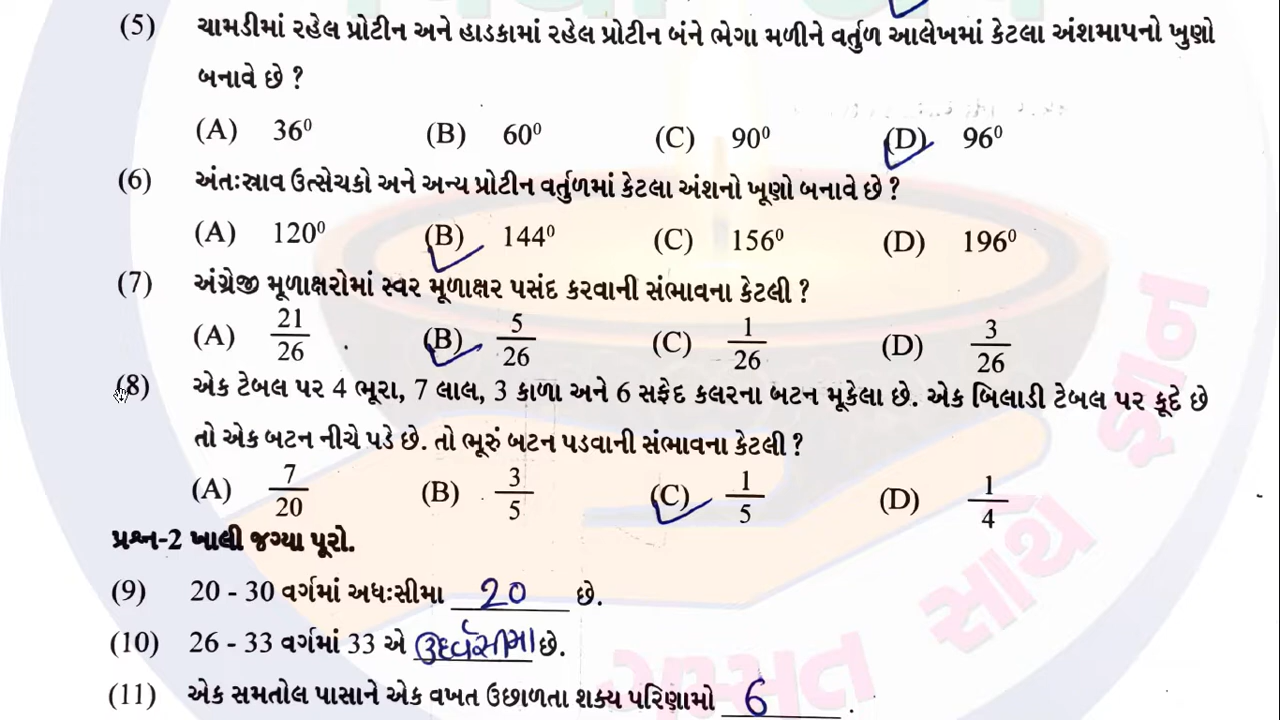 (5) ચામડીમાં રહેલ પ્રોટીન અને હાડકામાં રહેલ પ્રોટીન બંને ભેગા મળીને વર્તુળ આલેખમાં કેટલા અંશમાપનો ખુણો
બનાવે છે ?
(A) 36⁰ (B) 60⁰ (C) 90⁰ (D) 96⁰
(6) અંતઃસ્રાવ ઉત્સેચકો અને અન્ય પ્રોટીન વર્તુળમાં કેટલા અંશનો ખૂણો બનાવે છે ?
(A) 120⁰ (B) 144⁰ (C) 156⁰ (D) 196⁰
(7) અંગ્રેજી મૂળાક્ષરોમાં સ્વર મૂળાક્ષર પસંદ કરવાની સંભાવના કેટલી ?
(A) 21/26 (B) 5/26 (C) 1/26 (D) 3/26
(8) એક ટેબલ પર 4 ભૂરા, 7 લાલ, 3 કાળા અને 6 સફેદ કલરના બટન મૂકેલા છે. એક બિલાડી ટેબલ પર કૂદે છે
તો એક બટન નીચે પડે છે. તો ભૂરું બટન પડવાની સંભાવના કેટલી ?
(A) 7/20 (B) 3/5 (C) 1/5 (D) 1/4
પ્રશ્ન-2 ખાલી જગ્યા પૂરો.
(9) 20 - 30 વર્ગમાં અધઃસીમા 20 છે.
(10) 26 - 33 વર્ગમાં 33 એ ઉર્ધ્વસીમા છે.
(11) એક સમતોલ પાસાને એક વખત ઉછાળતા શક્ય પરિણામો 6 .
જ્ઞાન
સાથે
ગમ્મત